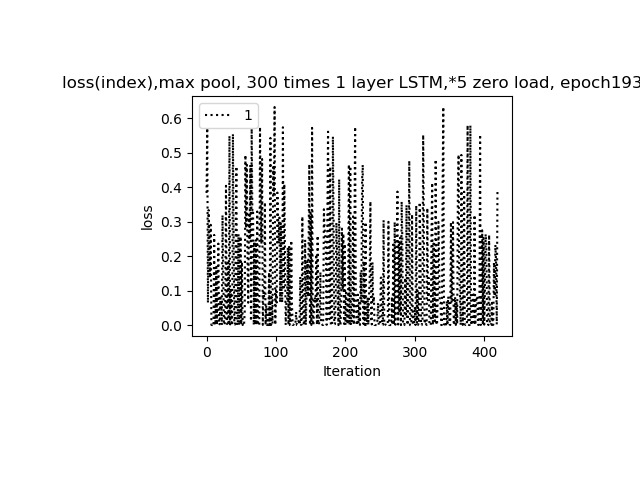 loss(index),max pool, 300 times 1 layer LSTM,*5 zero load, epoch193
1
0.6
0.5
0.4
0.3
0.2
0.1
0.0
loss
0 100 200 300 400
Iteration